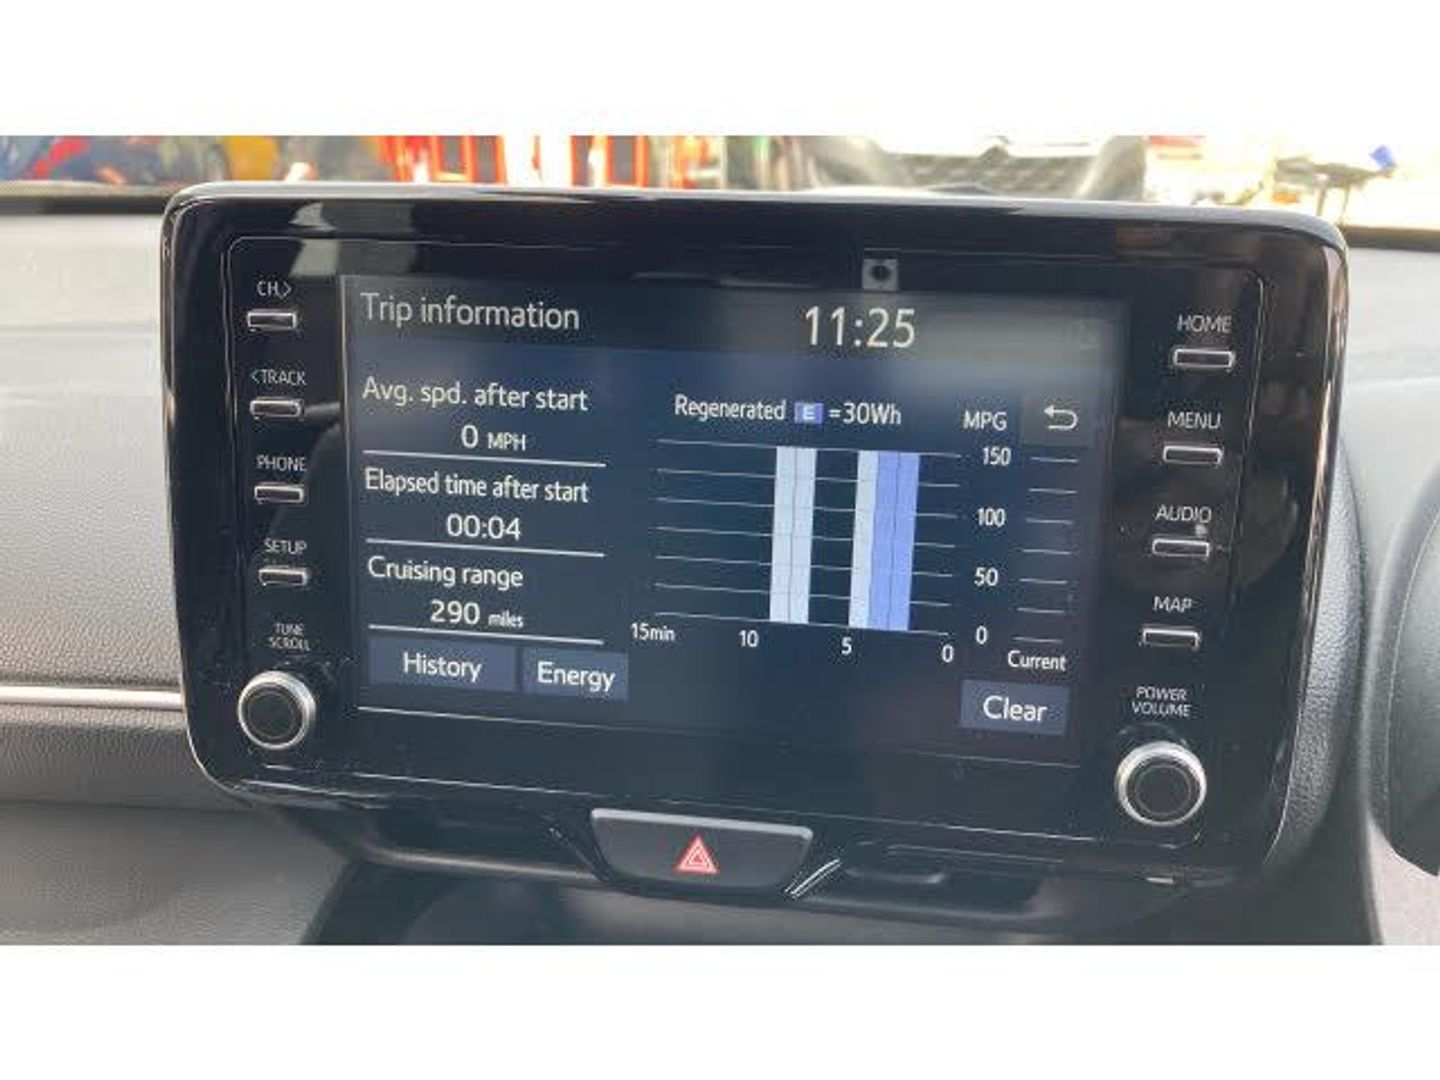 CH.>
<TRACK
PHONE
SETUP
TUNE
SCROLL
Trip information
11:25
Avg. spd. after start
0 MPH
Elapsed time after start
00:04
Cruising range
290 miles
History
Energy
Regenerated E =30Wh
MPG
150
100
50
0
15min 10 5 0
Current
Clear
HOME
MENU
AUDIO
MAP
POWER
VOLUME